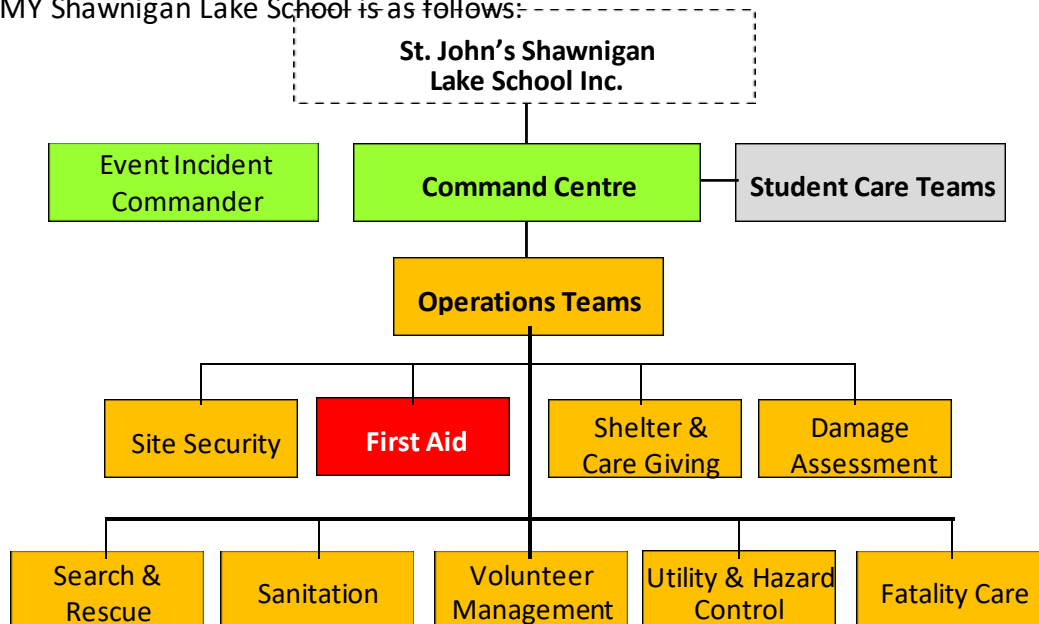 MY Shawnigan Lake School is as follows:
St. John’s Shawnigan
Lake School Inc.
Event Incident
Commander
Command Centre
Student Care Teams
Operations Teams
Site Security
First Aid
Shelter &
Care Giving
Damage
Assessment
Search &
Rescue
Sanitation
Volunteer
Management
Utility & Hazard
Control
Fatality Care